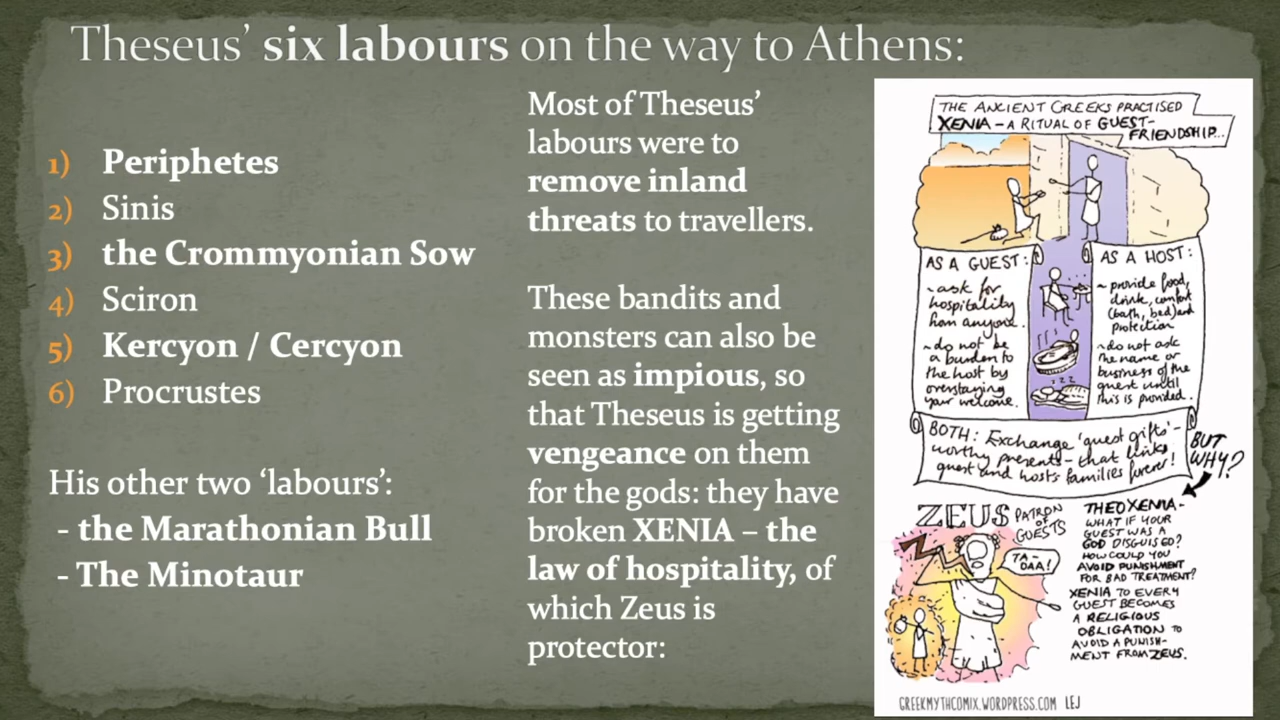 Theseus’ six labours on the way to Athens:
1) Periphetes
2) Sinis
3) the Crommyonian Sow
4) Sciron
5) Kercyon / Cercyon
6) Procrustes
His other two ‘labours’:
- the Marathonian Bull
- The Minotaur
Most of Theseus’
labours were to
remove inland
threats to travellers.
These bandits and
monsters can also be
seen as impious, so
that Theseus is getting
vengeance on them
for the gods: they have
broken XENIA – the
law of hospitality, of
which Zeus is
protector:
THE ANCIENT GREEKS PRACTISED
XENIA – A RITUAL OF GUEST-
FRIENDSHIP...
AS A GUEST:
~ask for
hospitality
from anyone.
~do not be
a burden to
the host by
overstaying
your welcome.
AS A HOST:
~provide food,
drink, comfort
(bath, bed) and
protection
~do not ask
the name or
business of the
guest until
this is provided.
BOTH: Exchange 'guest gifts' -
worthy presents - that links
guest and hosts families forever!
BUT
WHY?
ZEUS PATRON
OF
GUESTS
TA-
DAA!
THEOXENIA-
WHAT IF YOUR
GUEST WAS A
GOD DISGUISED?
HOW COULD YOU
AVOID PUNISHMENT
FOR BAD TREATMENT?
XENIA TO EVERY
GUEST BECOMES
A RELIGIOUS
OBLIGATION TO
AVOID A PUNISH-
MENT FROM ZEUS.
GREEKMYTHCOMIX.WORDPRESS.COM LEJ